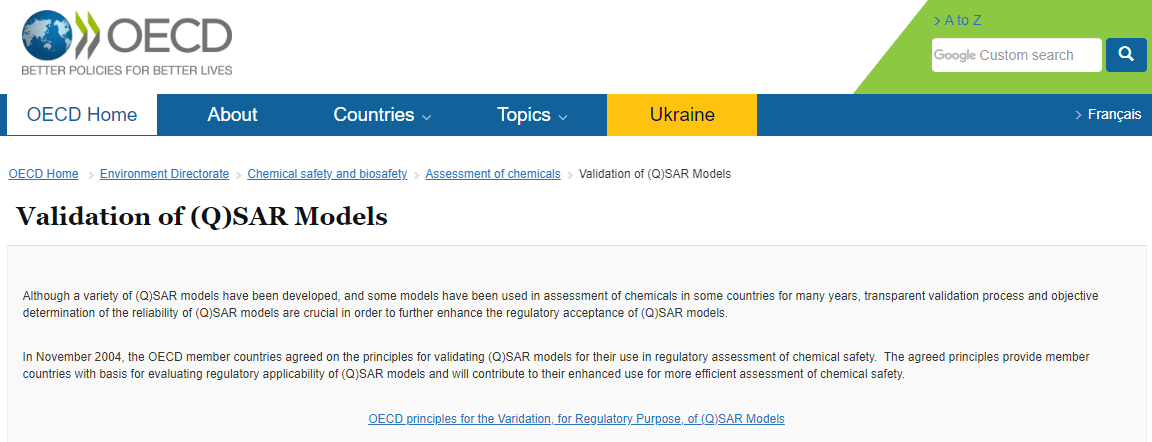 OECD
BETTER POLICIES FOR BETTER LIVES
> A to Z
Google Custom search
OECD Home About Countries Topics Ukraine > Français
OECD Home > Environment Directorate > Chemical safety and biosafety > Assessment of chemicals > Validation of (Q)SAR Models
Validation of (Q)SAR Models
Although a variety of (Q)SAR models have been developed, and some models have been used in assessment of chemicals in some countries for many years, transparent validation process and objective
determination of the reliability of (Q)SAR models are crucial in order to further enhance the regulatory acceptance of (Q)SAR models.
In November 2004, the OECD member countries agreed on the principles for validating (Q)SAR models for their use in regulatory assessment of chemical safety. The agreed principles provide member
countries with basis for evaluating regulatory applicability of (Q)SAR models and will contribute to their enhanced use for more efficient assessment of chemical safety.
OECD principles for the Varidation, for Regulatory Purpose, of (Q)SAR Models